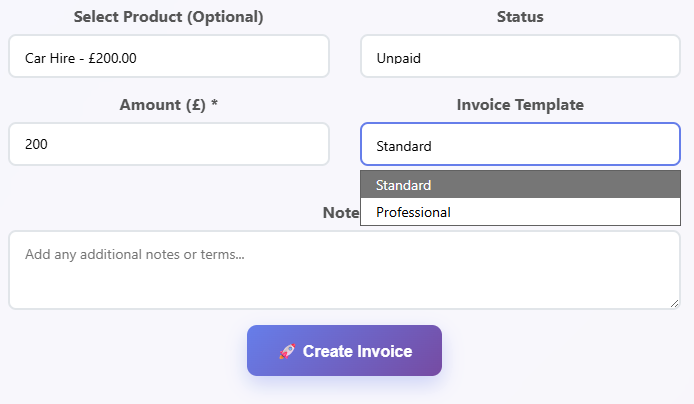 Select Product (Optional)
Status
Car Hire - £200.00
Unpaid
Amount (£) *
Invoice Template
200
Standard
Standard
Professional
Note
Add any additional notes or terms...
🚀 Create Invoice